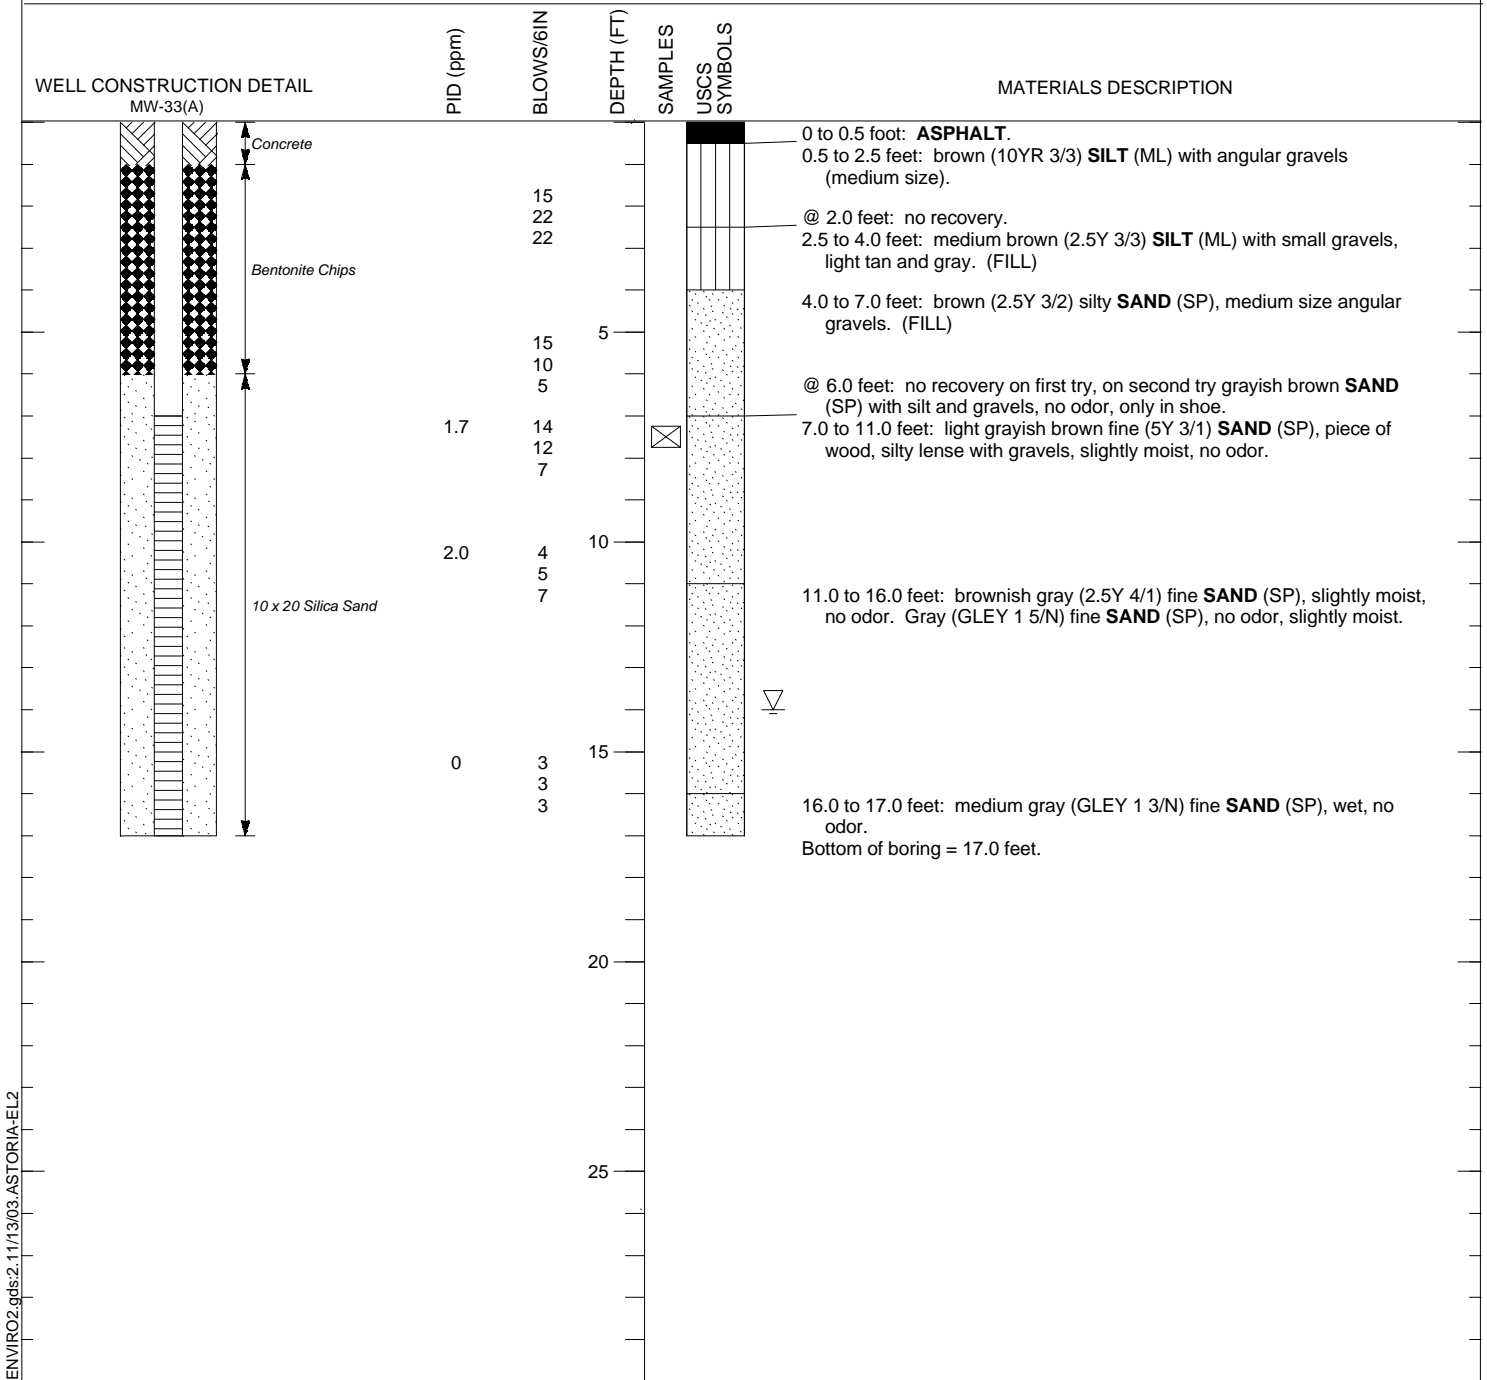 WELL CONSTRUCTION DETAIL
MW-33(A)
PID (ppm)
BLOWS/6IN
DEPTH (FT)
SAMPLES
USCS
SYMBOLS
MATERIALS DESCRIPTION
Concrete
0 to 0.5 foot: ASPHALT.
0.5 to 2.5 feet: brown (10YR 3/3) SILT (ML) with angular gravels
(medium size).
15
22
22
@ 2.0 feet: no recovery.
2.5 to 4.0 feet: medium brown (2.5Y 3/3) SILT (ML) with small gravels,
light tan and gray. (FILL)
Bentonite Chips
4.0 to 7.0 feet: brown (2.5Y 3/2) silty SAND (SP), medium size angular
gravels. (FILL)
5
15
10
5
@ 6.0 feet: no recovery on first try, on second try grayish brown SAND
(SP) with silt and gravels, no odor, only in shoe.
1.7
14
12
7
7.0 to 11.0 feet: light grayish brown fine (5Y 3/1) SAND (SP), piece of
wood, silty lense with gravels, slightly moist, no odor.
10
2.0
4
5
7
10 x 20 Silica Sand
11.0 to 16.0 feet: brownish gray (2.5Y 4/1) fine SAND (SP), slightly moist,
no odor. Gray (GLEY 1 5/N) fine SAND (SP), no odor, slightly moist.
15
0
3
3
3
16.0 to 17.0 feet: medium gray (GLEY 1 3/N) fine SAND (SP), wet, no
odor.
Bottom of boring = 17.0 feet.
20
25
ENVIRO2.gds:2.11/13/03.ASTORIA-EL2